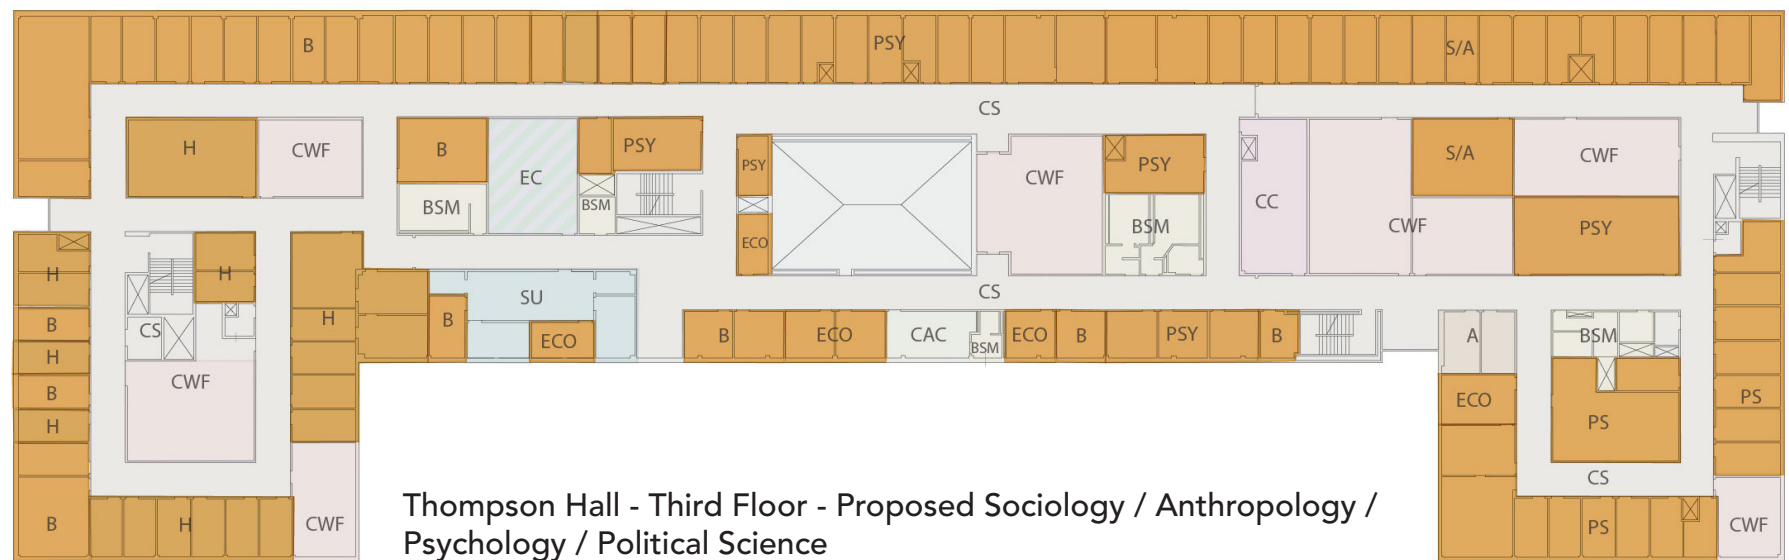 B
PSY
S/A
CS
H
CWF
B
EC
PSY
BSM
BSM
PSY
ECO
CWF
PSY
BSM
CC
S/A
CWF
CWF
PSY
H
H
B
H
B
H
B
CS
CWF
H
H
CWF
B
SU
ECO
CS
B
ECO
CAC
BSM
ECO
B
PSY
B
A
BSM
ECO
PS
PS
CS
PS
CWF
Thompson Hall - Third Floor - Proposed Sociology / Anthropology /
Psychology / Political Science